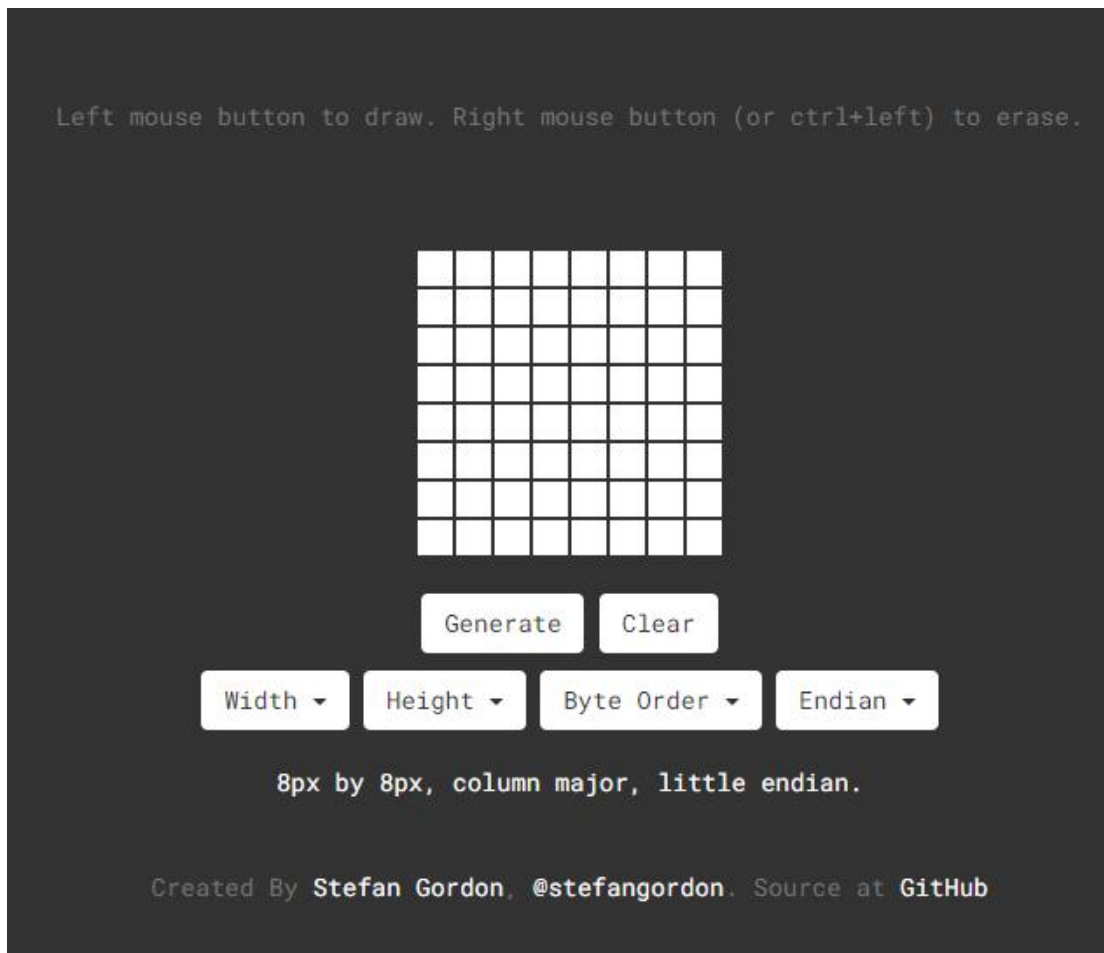 Left mouse button to draw. Right mouse button (or ctrl+left) to erase.
Generate Clear
Width Height Byte Order Endian
8px by 8px, column major, little endian.
Created By Stefan Gordon, @stefangordon. Source at GitHub